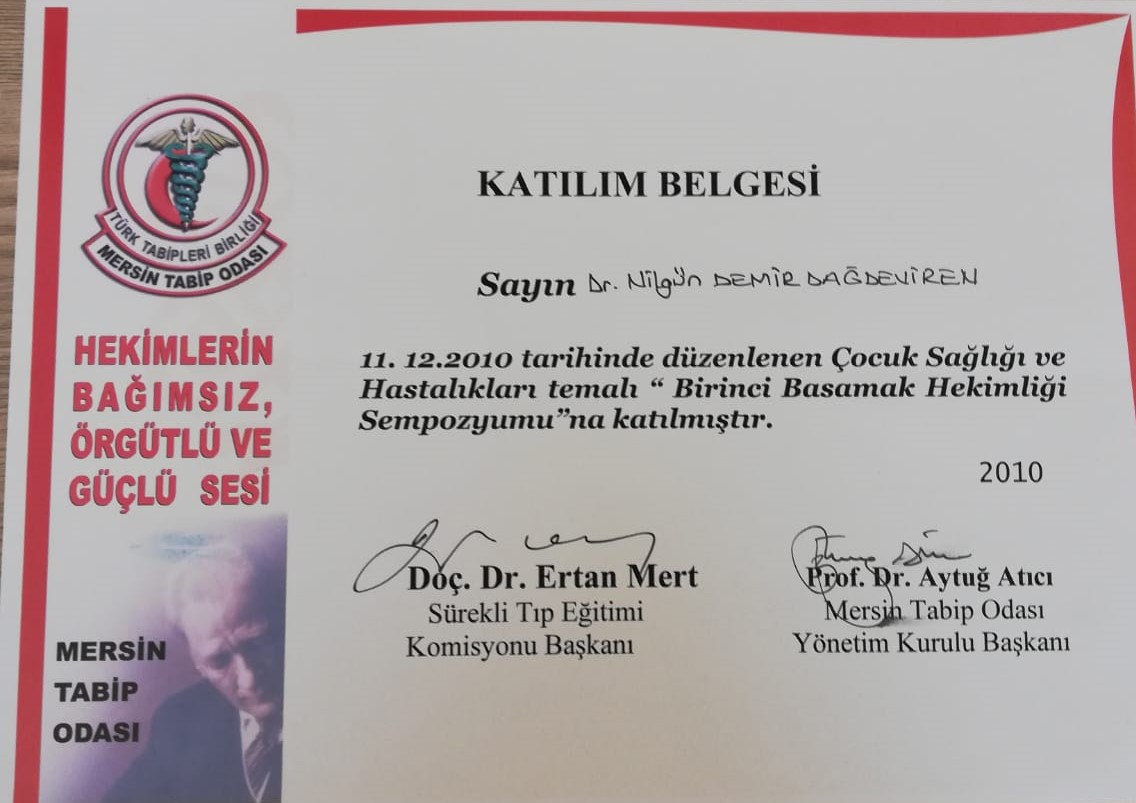 TÜRK TABİPLERİ BİRLİĞİ
MERSİN TABİP ODASI
HEKİMLERİN
BAĞIMSIZ,
ÖRGÜTLÜ VE
GÜÇLÜ SESİ
MERSİN
TABİP
ODASI
KATILIM BELGESİ
Sayın Dr. Nilgün DEMİR DAĞDEVİREN
11. 12.2010 tarihinde düzenlenen Çocuk Sağlığı ve
Hastalıkları temalı “ Birinci Basamak Hekimliği
Sempozyumu”na katılmıştır.
2010
Doç. Dr. Ertan Mert
Sürekli Tıp Eğitimi
Komisyonu Başkanı
Prof. Dr. Aytuğ Atıcı
Mersin Tabip Odası
Yönetim Kurulu Başkanı